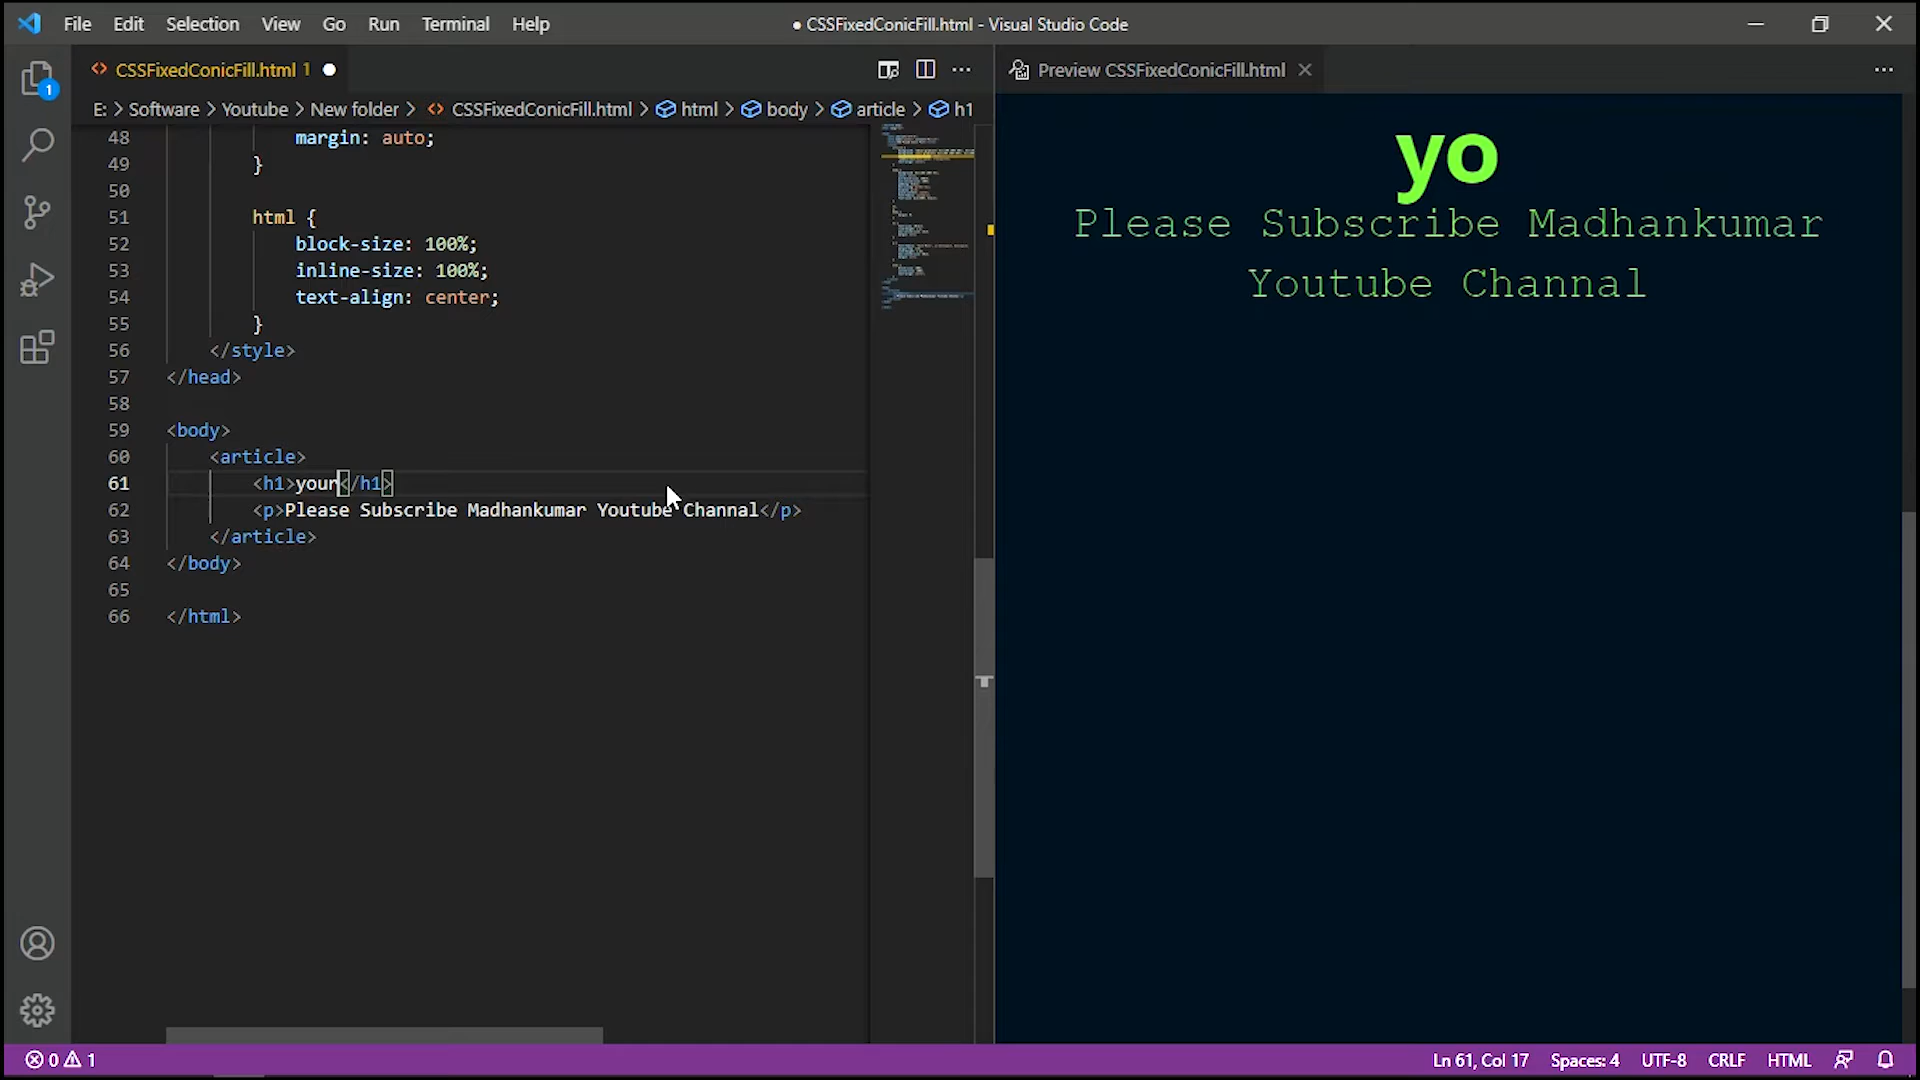 File Edit Selection View Go Run Terminal Help
● CSSFixedConicFill.html - Visual Studio Code
CSSFixedConicFill.html 1
Preview CSSFixedConicFill.html
E: > Software > Youtube > New folder > CSSFixedConicFill.html > html > body > article > h1
48 margin: auto;
49 }
50
51 html {
52 block-size: 100%;
53 inline-size: 100%;
54 text-align: center;
55 }
56 </style>
57 </head>
58
59 <body>
60 <article>
61 <h1>your</h1>
62 <p>Please Subscribe Madhankumar Youtube Channal</p>
63 </article>
64 </body>
65
66 </html>
yo
Please Subscribe Madhankumar
Youtube Channal
1
0 1
Ln 61, Col 17 Spaces: 4 UTF-8 CRLF HTML